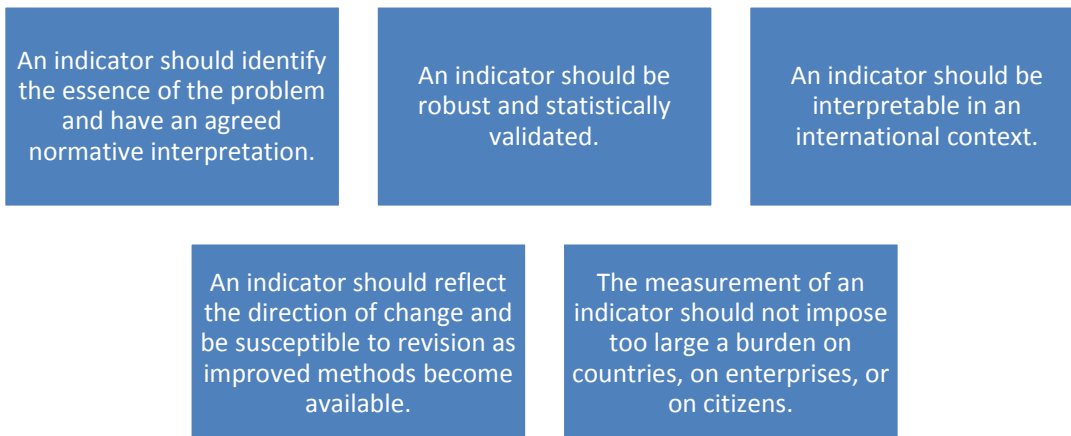 An indicator should identify
the essence of the problem
and have an agreed
normative interpretation.
An indicator should be
robust and statistically
validated.
An indicator should be
interpretable in an
international context.
An indicator should reflect
the direction of change and
be susceptible to revision as
improved methods become
available.
The measurement of an
indicator should not impose
too large a burden on
countries, on enterprises, or
on citizens.